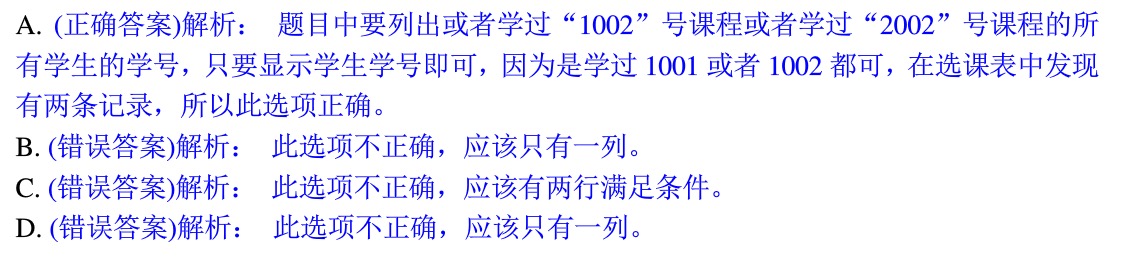 A. (正确答案)解析： 题目中要列出或者学过“1002”号课程或者学过“2002”号课程的所
有学生的学号，只要显示学生学号即可，因为是学过 1001 或者 1002 都可，在选课表中发现
有两条记录，所以此选项正确。
B. (错误答案)解析： 此选项不正确，应该只有一列。
C. (错误答案)解析： 此选项不正确，应该有两行满足条件。
D. (错误答案)解析： 此选项不正确，应该只有一列。